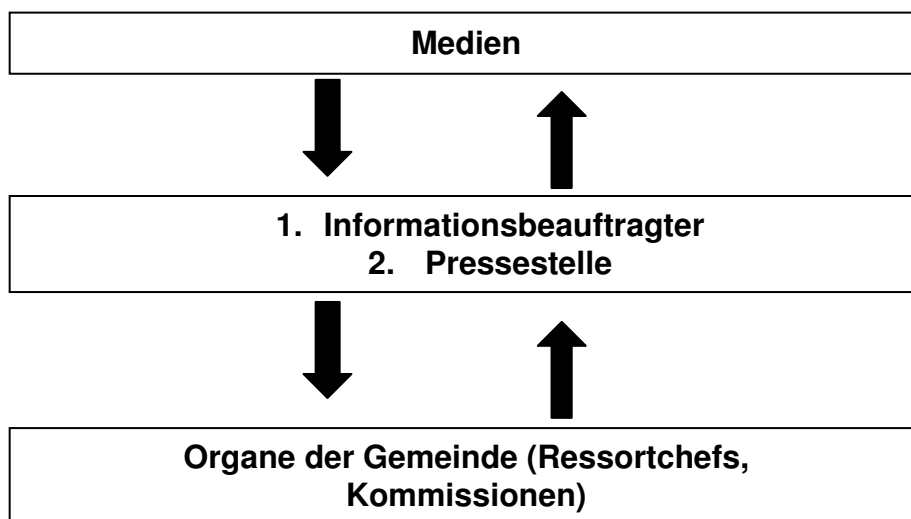 Medien
1. Informationsbeauftragter
2. Pressestelle
Organe der Gemeinde (Ressortchefs,
Kommissionen)